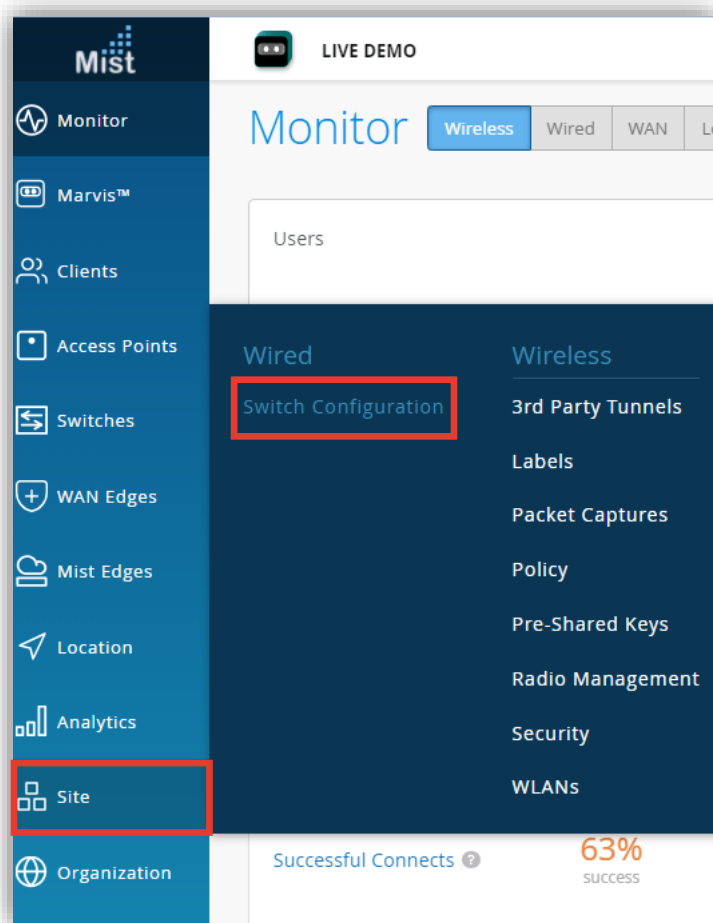 Mist
LIVE DEMO
Monitor
Marvis™
Clients
Access Points
Switches
WAN Edges
Mist Edges
Location
Analytics
Site
Organization
Monitor
Wireless
Wired
WAN
Users
Wired
Switch Configuration
Wireless
3rd Party Tunnels
Labels
Packet Captures
Policy
Pre-Shared Keys
Radio Management
Security
WLANs
Successful Connects ?
63%
success